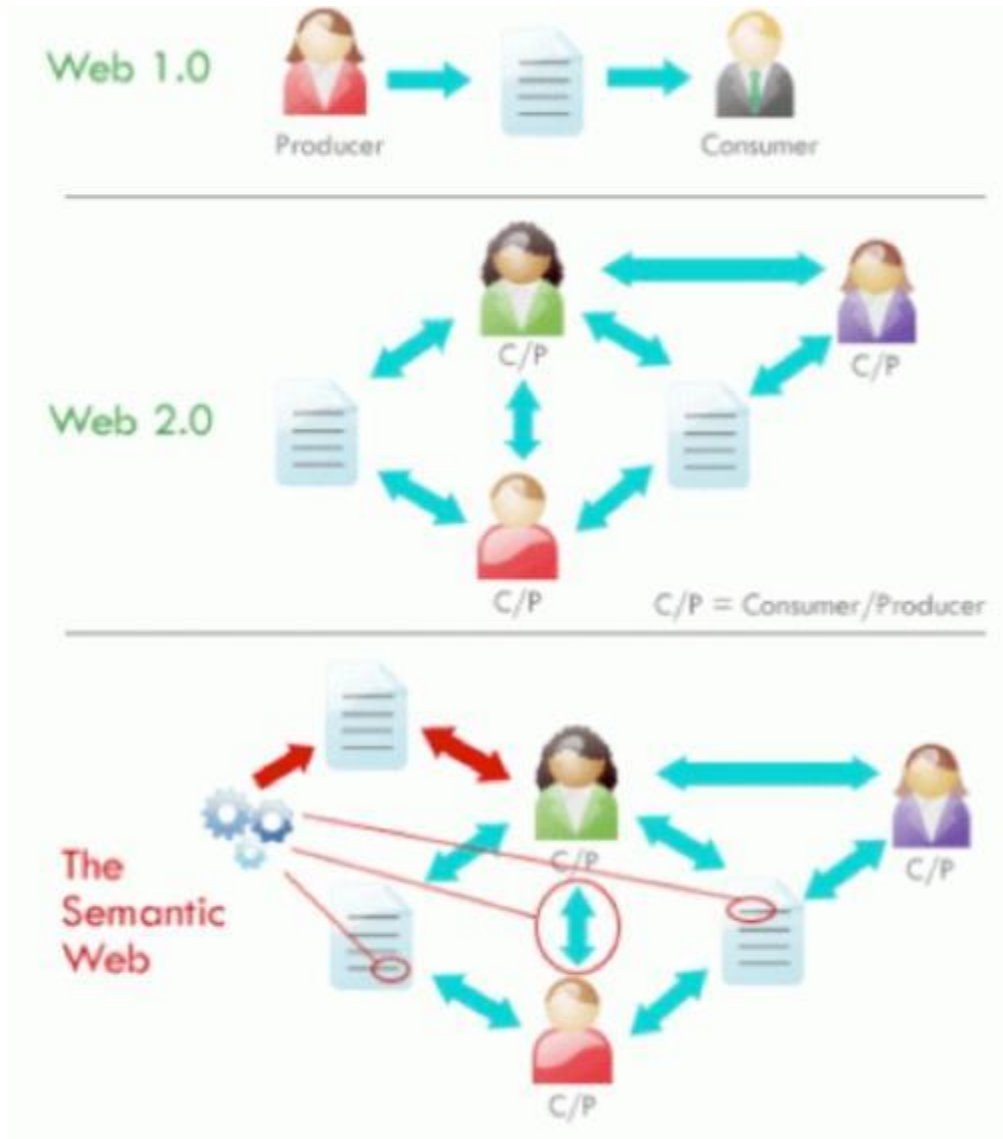 Web 1.0
Producer
Consumer
C/P
C/P
Web 2.0
C/P
C/P = Consumer/Producer
C/P
C/P
The
Semantic
Web
C/P